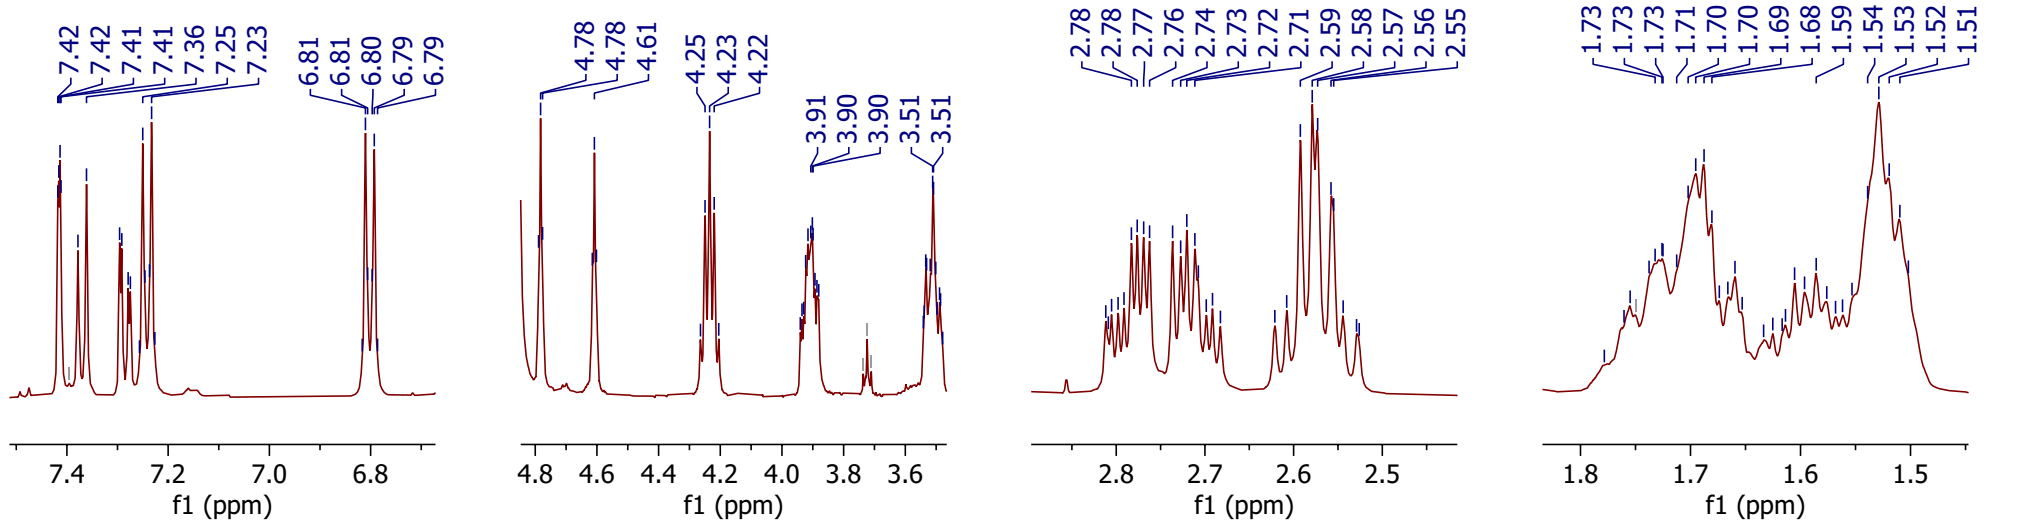 7.42 7.42 7.41 7.41 7.36 7.25 7.23 6.81 6.81 6.80 6.79 6.79
7.4 7.2 7.0 6.8
f1 (ppm)
4.78 4.78 4.61 4.25 4.23 4.22 3.91 3.90 3.90 3.51 3.51
4.8 4.6 4.4 4.2 4.0 3.8 3.6
f1 (ppm)
2.78 2.78 2.77 2.76 2.74 2.73 2.72 2.71 2.59 2.58 2.57 2.56 2.55
2.8 2.7 2.6 2.5
f1 (ppm)
1.73 1.73 1.73 1.71 1.70 1.70 1.69 1.68 1.59 1.54 1.53 1.52 1.51
1.8 1.7 1.6 1.5
f1 (ppm)